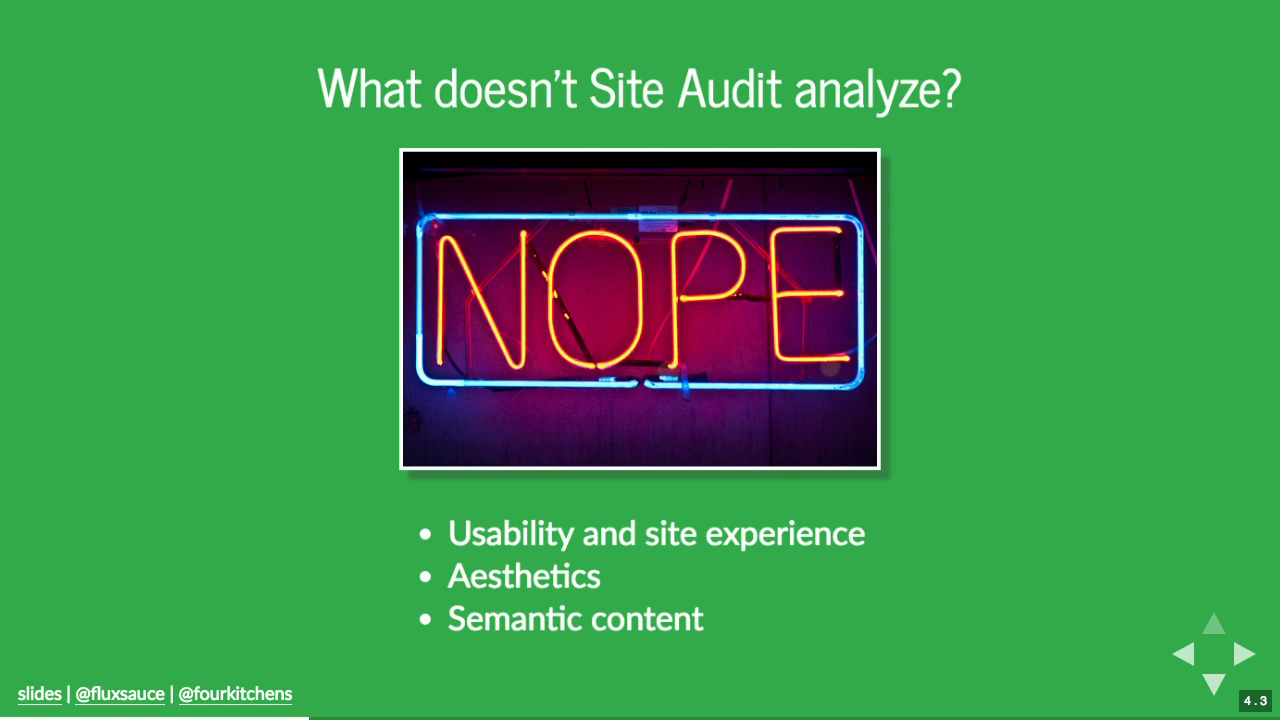 What doesn't Site Audit analyze?
NOPE
• Usability and site experience
• Aesthetics
• Semantic content
slides | @fluxsauce | @fourkitchens
4.3